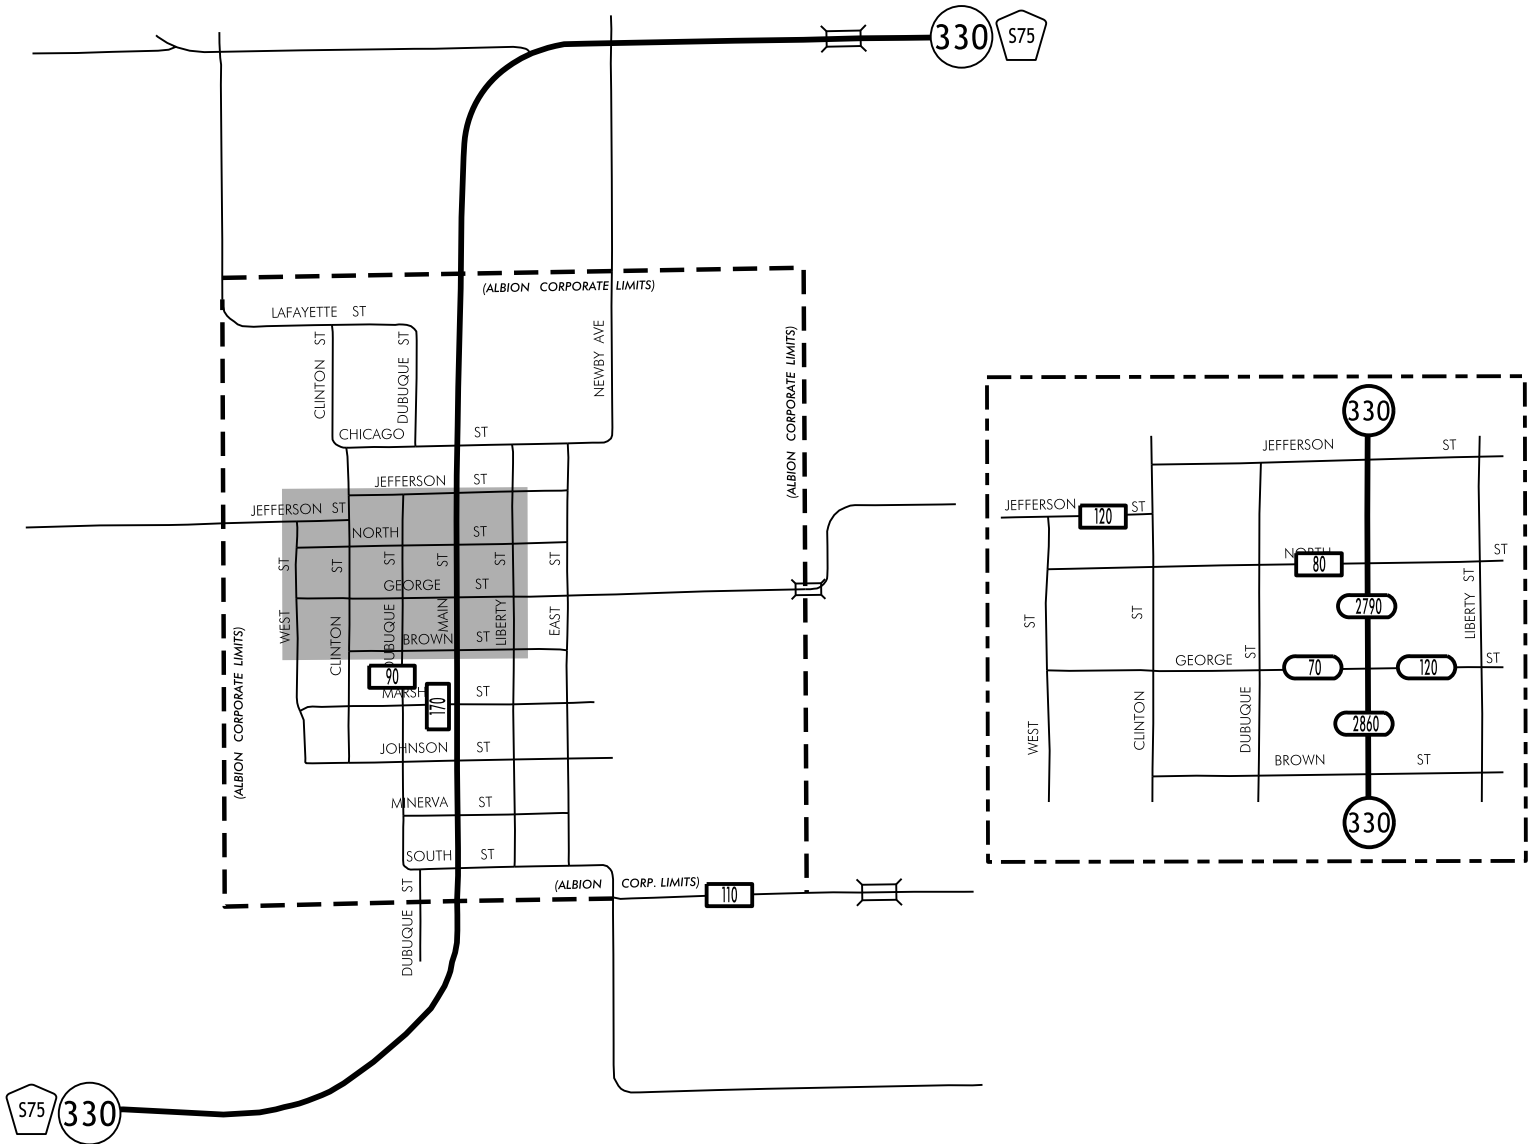 330
S75
(ALBION CORPORATE LIMITS)
LAFAYETTE ST
CLINTON ST
DUBUQUE ST
NEWBY AVE
(ALBION CORPORATE LIMITS)
CHICAGO ST
JEFFERSON ST
JEFFERSON ST
NORTH ST
WEST ST
CLINTON ST
DUBUQUE ST
MAIN ST
LIBERTY ST
EAST ST
GEORGE ST
BROWN ST
90
170
MARSH ST
(ALBION CORPORATE LIMITS)
JOHNSON ST
MINERVA ST
SOUTH ST
(ALBION CORP. LIMITS)
110
DUBUQUE ST
S75
330
330
JEFFERSON ST
JEFFERSON ST
120
NORTH ST
80
2790
LIBERTY ST
WEST ST
CLINTON ST
DUBUQUE ST
GEORGE ST
70
120
2860
BROWN ST
330